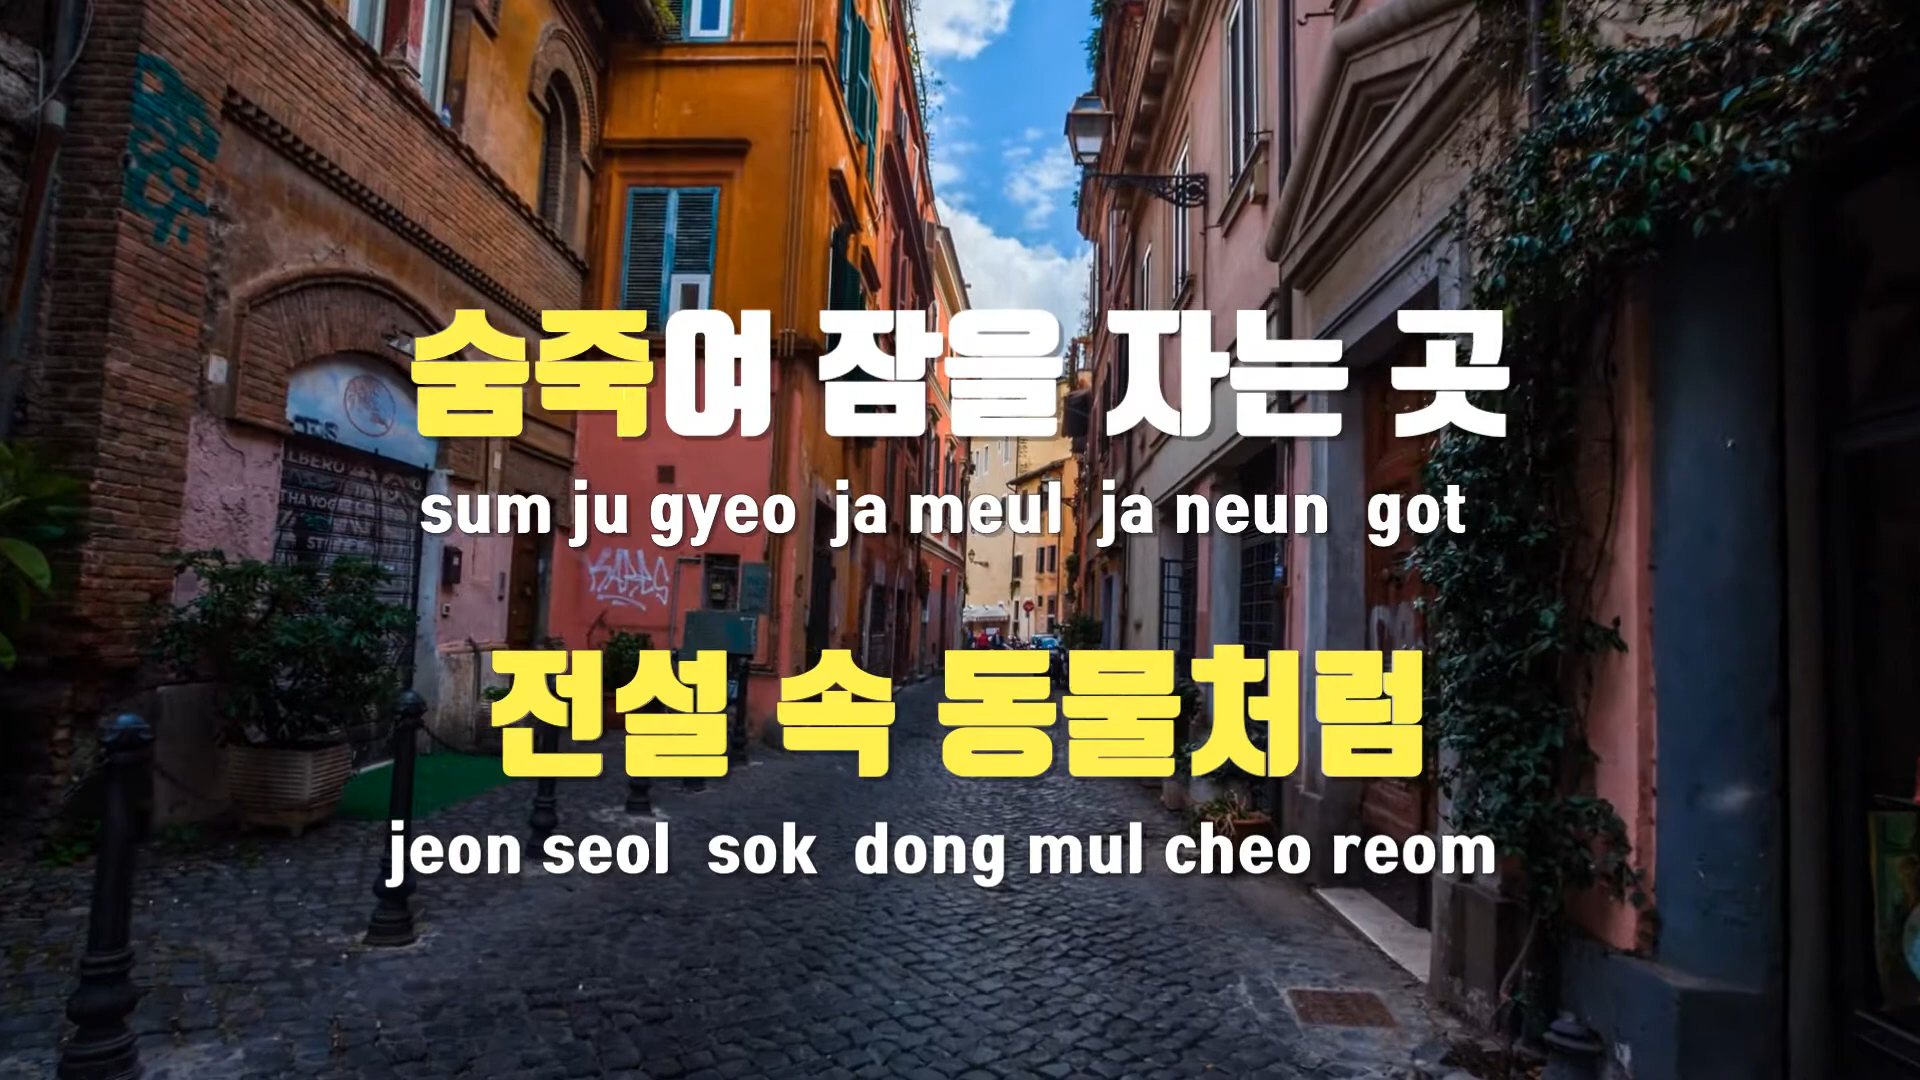 숨죽여 잠을 자는 곳
sum ju gyeo ja meul ja neun got
전설 속 동물처럼
jeon seol sok dong mul cheo reom